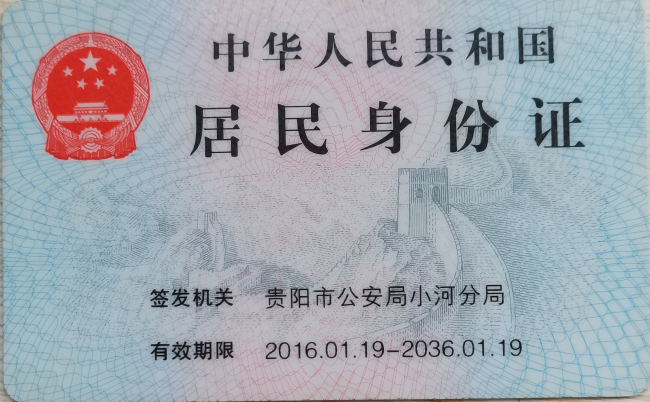 中华人民共和国
居民身份证
签发机关 贵阳市公安局小河分局
有效期限 2016.01.19-2036.01.19